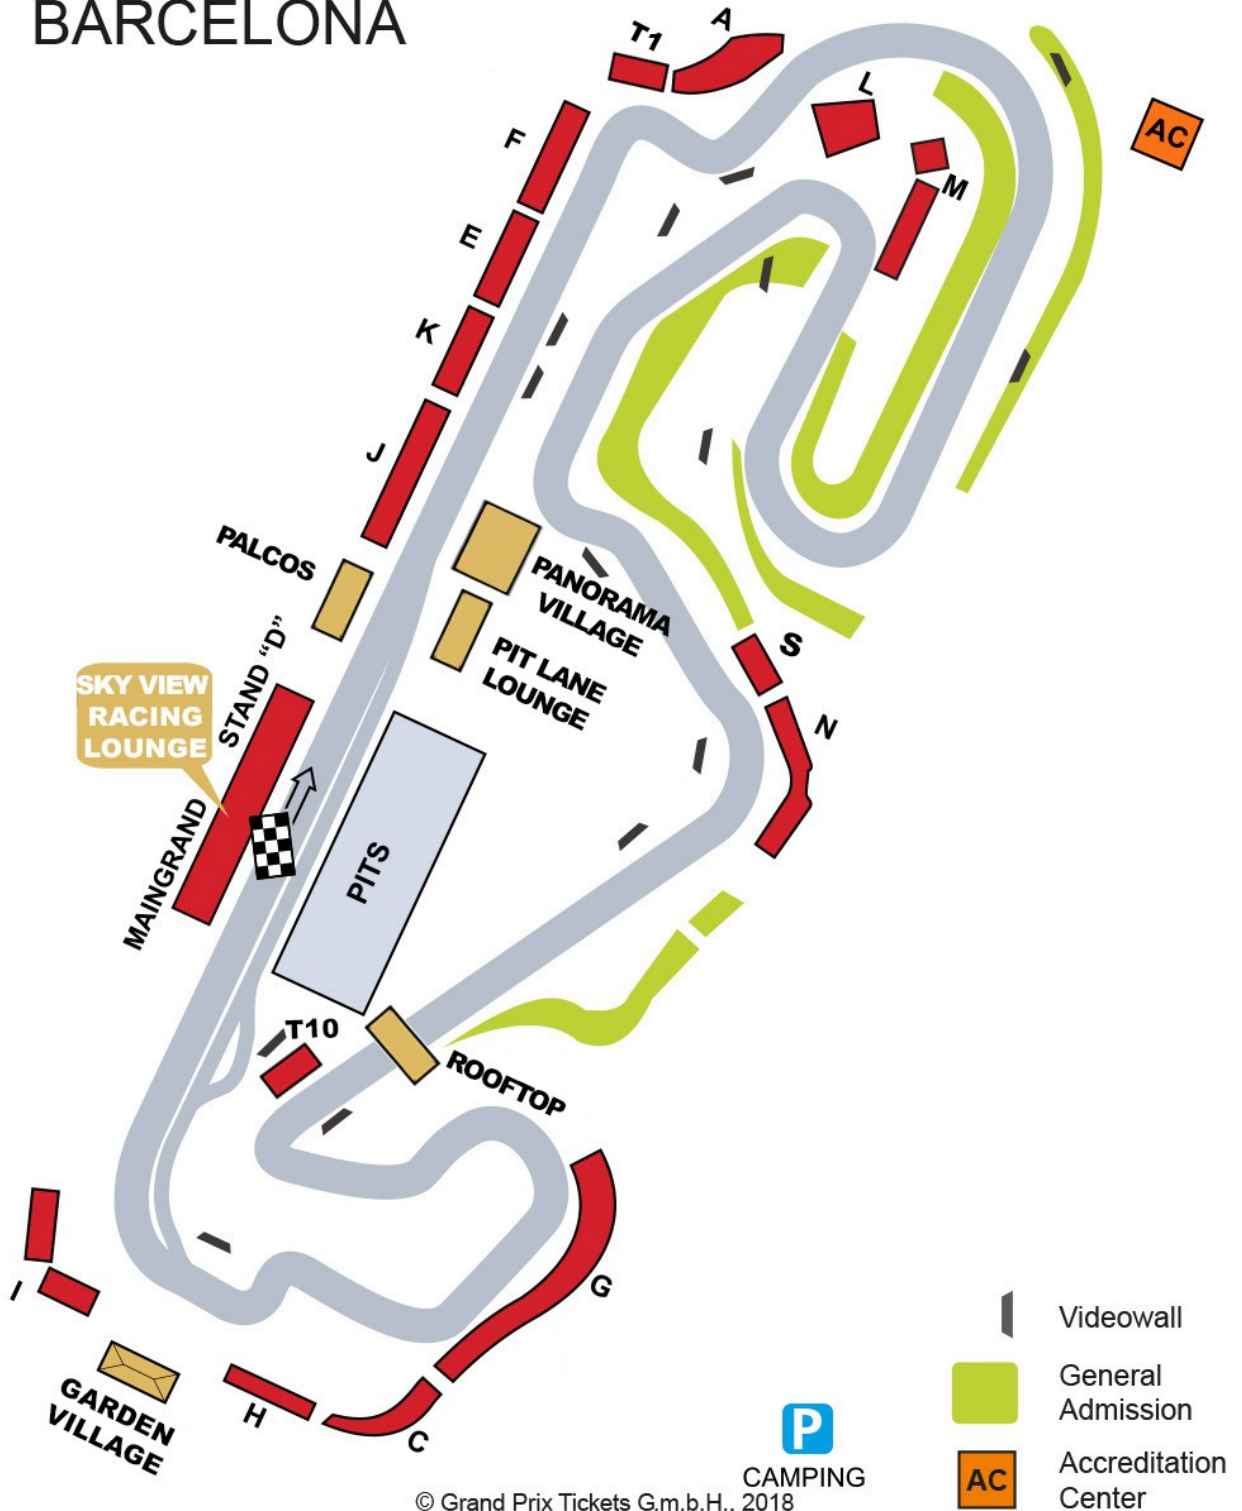 BARCELONA
T1
A
L
AC
F
M
E
K
J
PALCOS
PANORAMA
VILLAGE
S
STAND “D”
PIT LANE
LOUNGE
SKY VIEW
RACING
LOUNGE
N
MAINGRAND
PITS
T10
ROOFTOP
I
G
GARDEN
VILLAGE
H
C
P
CAMPING
Videowall
General
Admission
AC
Accreditation
Center
© Grand Prix Tickets G.m.b.H., 2018